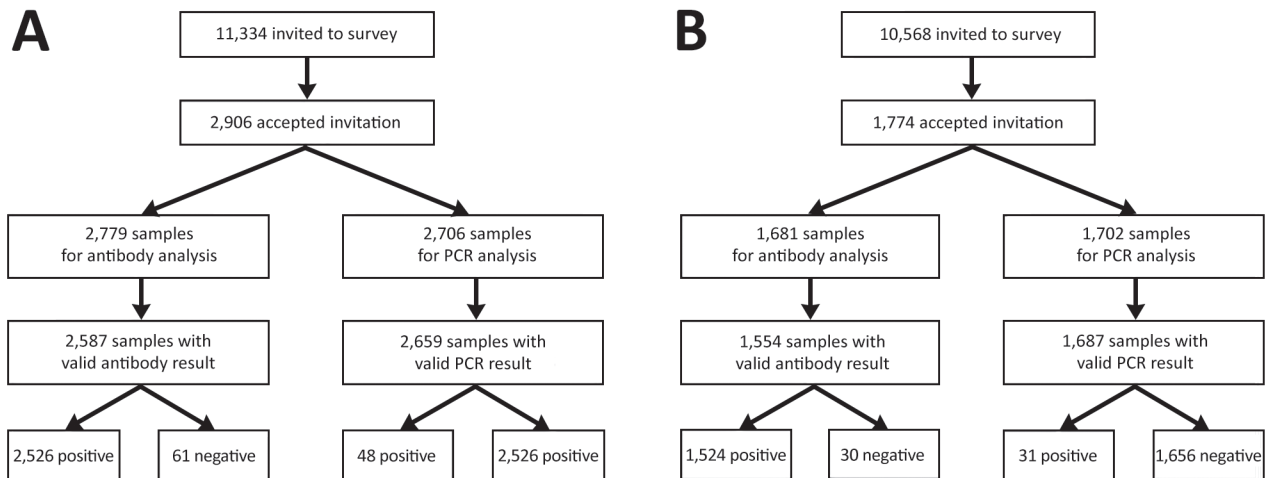 A
11,334 invited to survey
2,906 accepted invitation
2,779 samples
for antibody analysis
2,706 samples
for PCR analysis
2,587 samples with
valid antibody result
2,659 samples with
valid PCR result
2,526 positive
61 negative
48 positive
2,526 positive
B
10,568 invited to survey
1,774 accepted invitation
1,681 samples
for antibody analysis
1,702 samples
for PCR analysis
1,554 samples with
valid antibody result
1,687 samples with
valid PCR result
1,524 positive
30 negative
31 positive
1,656 negative